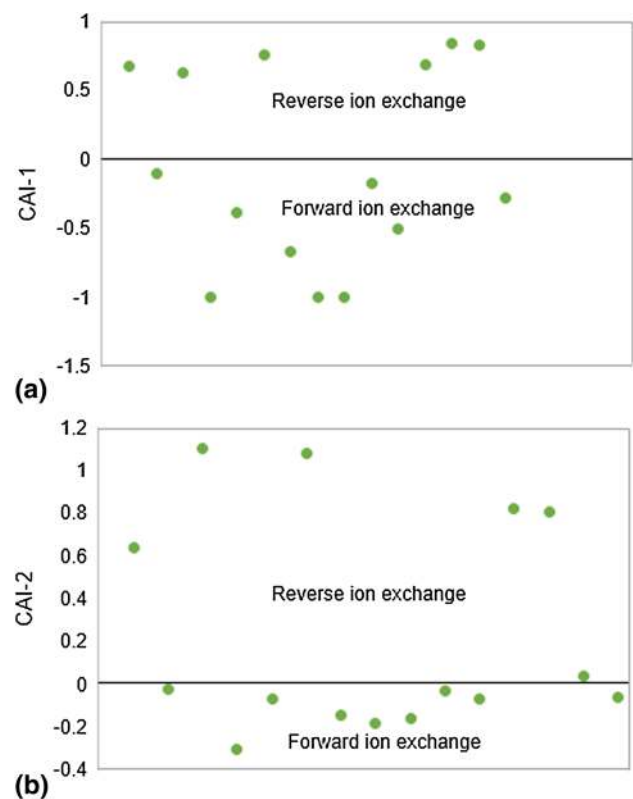 1
0.5
Reverse ion exchange
0
CAI-1
Forward ion exchange
-0.5
-1
-1.5
(a)
1.2
1
0.8
0.6
CAI-2
0.4
Reverse ion exchange
0.2
0
-0.2
Forward ion exchange
-0.4
(b)